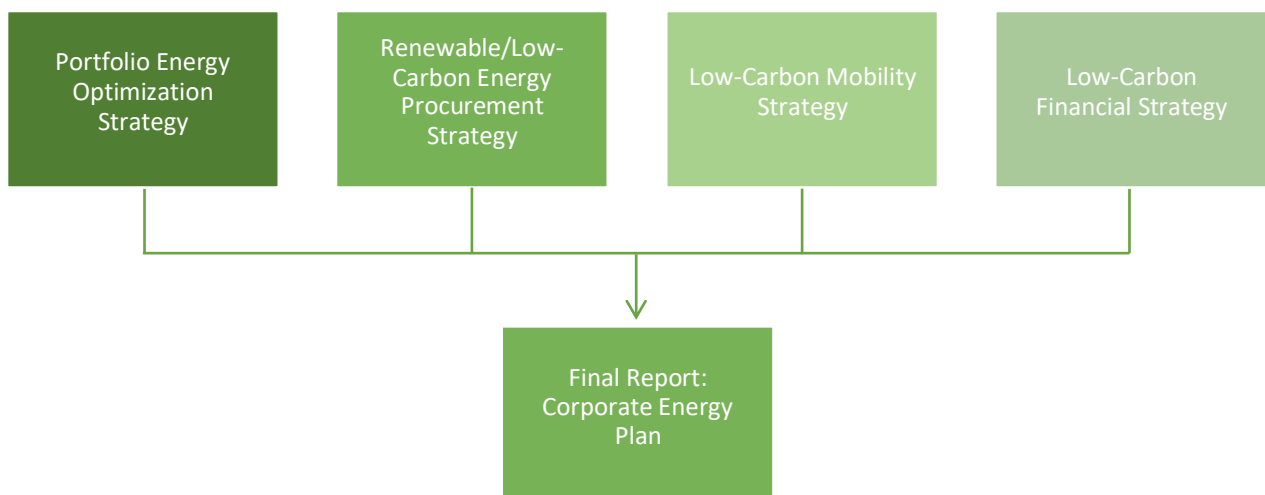 Portfolio Energy
Optimization
Strategy
Renewable/Low-
Carbon Energy
Procurement
Strategy
Low-Carbon Mobility
Strategy
Low-Carbon
Financial Strategy
Final Report:
Corporate Energy
Plan